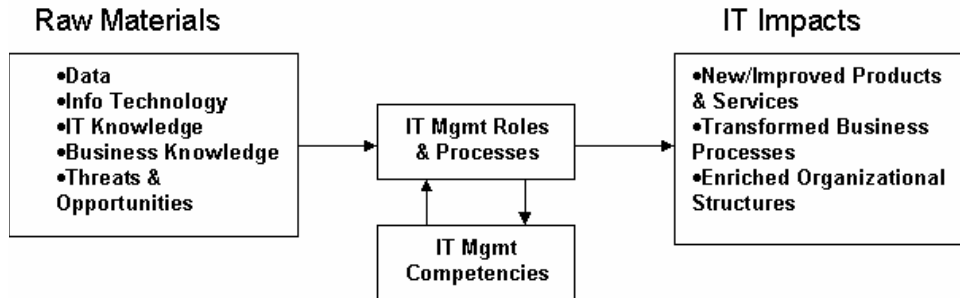 Raw Materials
•Data
•Info Technology
•IT Knowledge
•Business Knowledge
•Threats &
Opportunities
IT Mgmt Roles
& Processes
IT Mgmt
Competencies
IT Impacts
•New/Improved Products
& Services
•Transformed Business
Processes
•Enriched Organizational
Structures